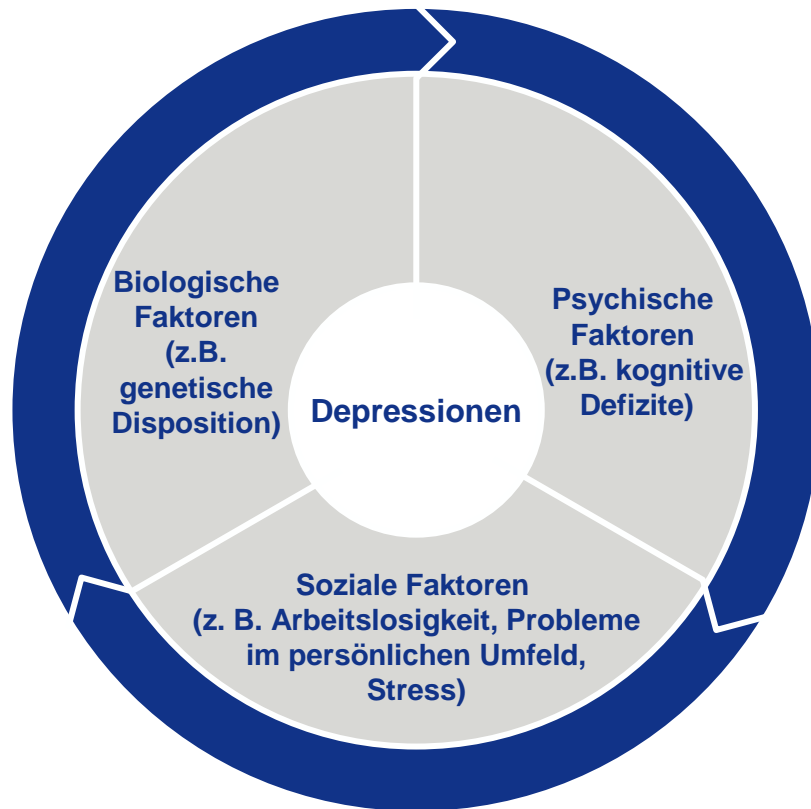 Biologische
Faktoren
(z.B.
genetische
Disposition)
Psychische
Faktoren
(z.B. kognitive
Defizite)
Depressionen
Soziale Faktoren
(z. B. Arbeitslosigkeit, Probleme
im persönlichen Umfeld,
Stress)